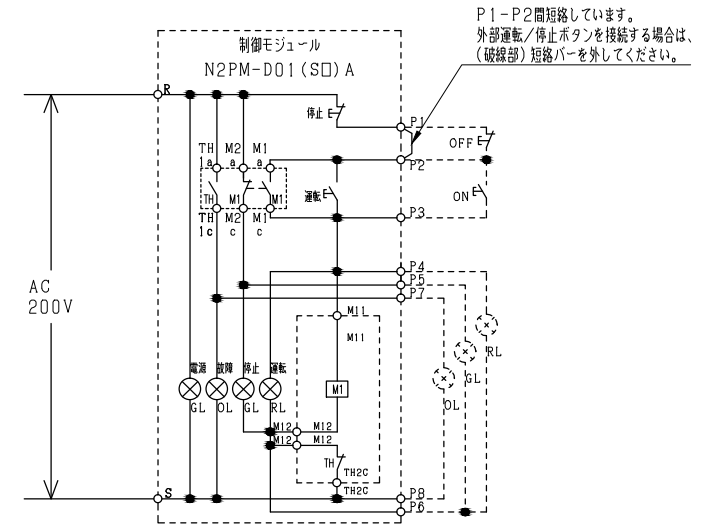 P1-P2間短絡しています。
外部運転/停止ボタンを接続する場合は、
(破線部)短絡バーを外してください。
制御モジュール
N2PM-D01(S□)A
R
停止
P1
OFF
TH M2 M1
1a a a
P2
TH M1 M1
運転
ON
TH M2 M1
1c c c
P3
P4
P5
P7
AC
200V
M11
M11
RL
電源 故障 停止 運転
GL
M1
GL OL GL RL
OL
M12 M12
M12 M12
TH
TH2C
S
TH2C
P8
P6